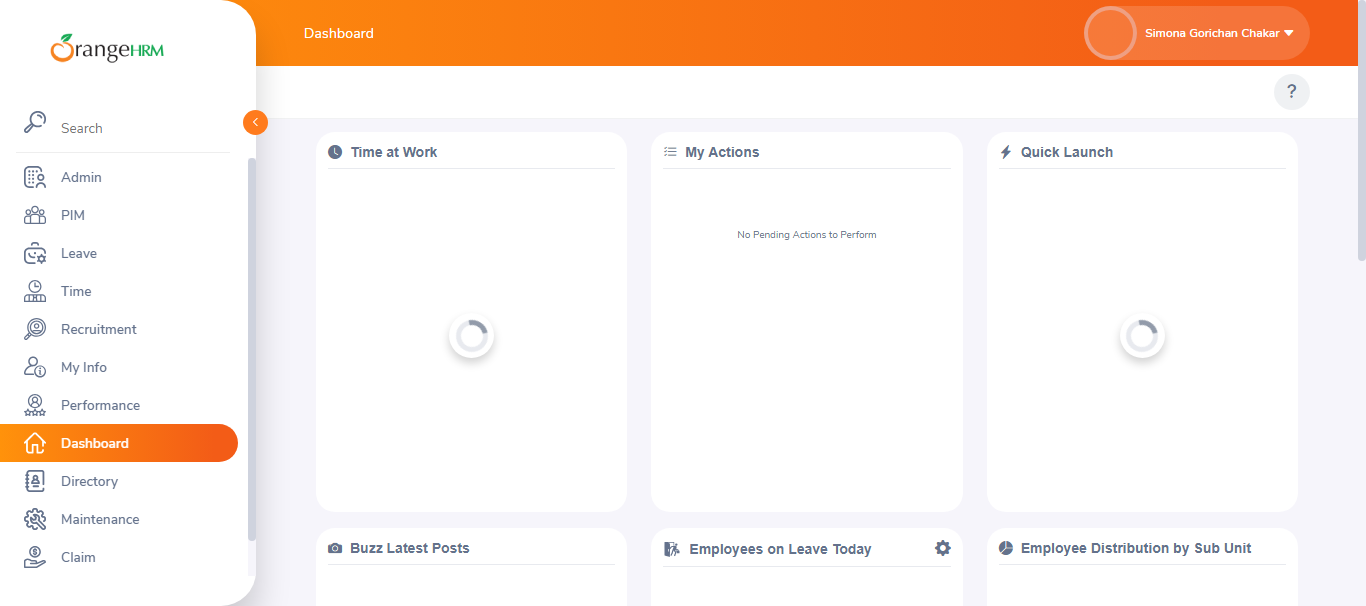 OrangeHRM
Dashboard
Simona Gorichan Chakar
?
Search
Admin
PIM
Leave
Time
Recruitment
My Info
Performance
Dashboard
Directory
Maintenance
Claim
Time at Work
My Actions
Quick Launch
No Pending Actions to Perform
Buzz Latest Posts
Employees on Leave Today
Employee Distribution by Sub Unit